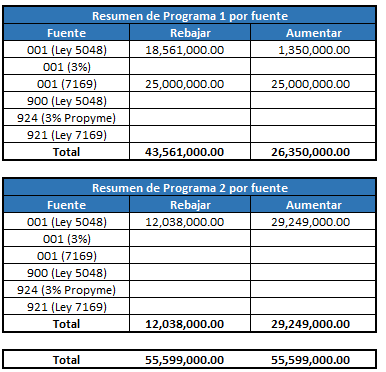 Resumen de Programa 1 por fuente
Fuente Rebajar Aumentar
001 (Ley 5048) 18,561,000.00 1,350,000.00
001 (3%)
001 (7169) 25,000,000.00 25,000,000.00
900 (Ley 5048)
924 (3% Propyme)
921 (Ley 7169)
Total 43,561,000.00 26,350,000.00
Resumen de Programa 2 por fuente
Fuente Rebajar Aumentar
001 (Ley 5048) 12,038,000.00 29,249,000.00
001 (3%)
001 (7169)
900 (Ley 5048)
924 (3% Propyme)
921 (Ley 7169)
Total 12,038,000.00 29,249,000.00
Total 55,599,000.00 55,599,000.00